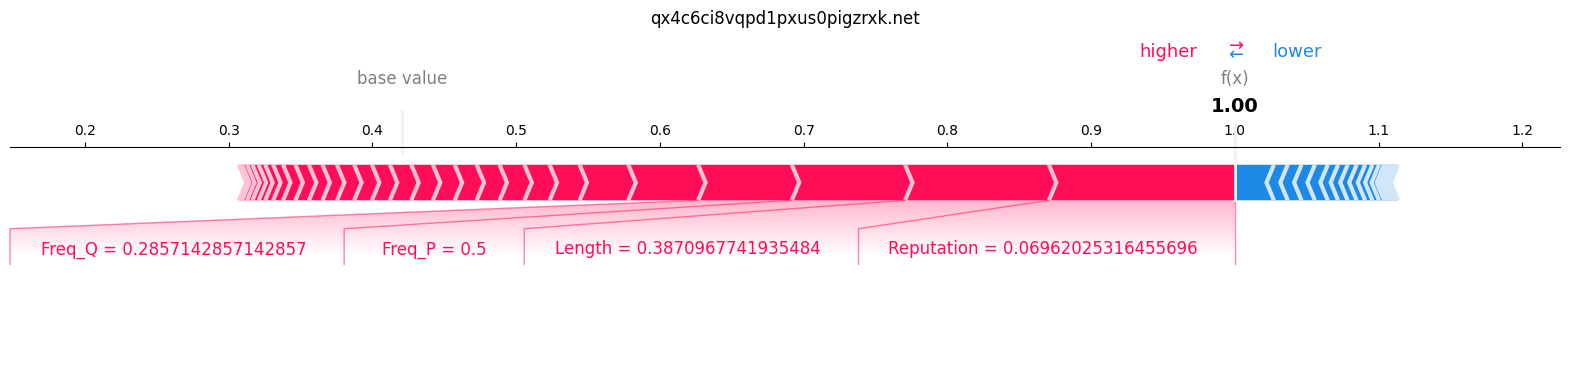 qx4c6ci8vqpd1pxus0pigzrxk.net
higher ⇄ lower
base value f(x)
1.00
0.2 0.3 0.4 0.5 0.6 0.7 0.8 0.9 1.0 1.1 1.2
Freq_Q = 0.2857142857142857 Freq_P = 0.5 Length = 0.3870967741935484 Reputation = 0.06962025316455696